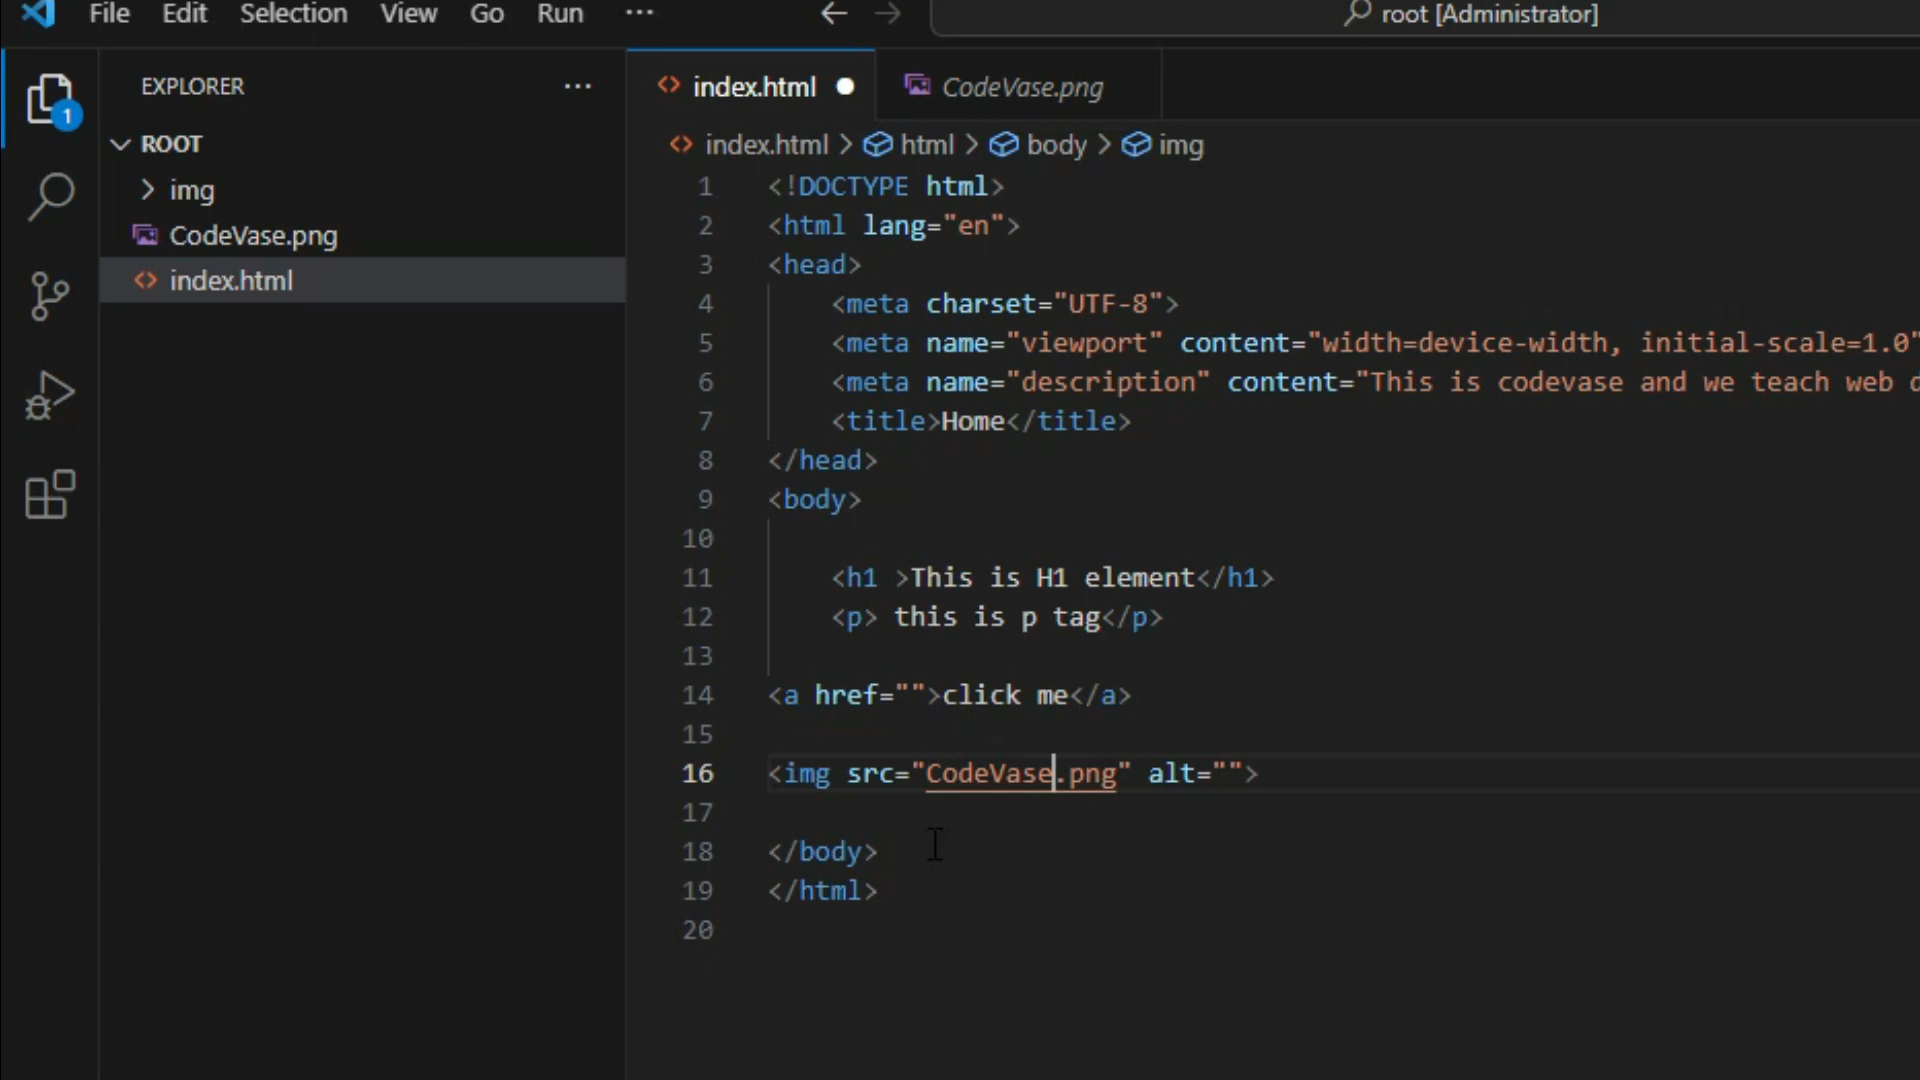 File Edit Selection View Go Run ··· root [Administrator]
EXPLORER ···
1
ROOT
img
CodeVase.png
index.html
index.html CodeVase.png
index.html > html > body > img
1 <!DOCTYPE html>
2 <html lang="en">
3 <head>
4 <meta charset="UTF-8">
5 <meta name="viewport" content="width=device-width, initial-scale=1.0"
6 <meta name="description" content="This is codevase and we teach web
7 <title>Home</title>
8 </head>
9 <body>
10
11 <h1 >This is H1 element</h1>
12 <p> this is p tag</p>
13
14 <a href="">click me</a>
15
16 <img src="CodeVase.png" alt="">
17
18 </body>
19 </html>
20